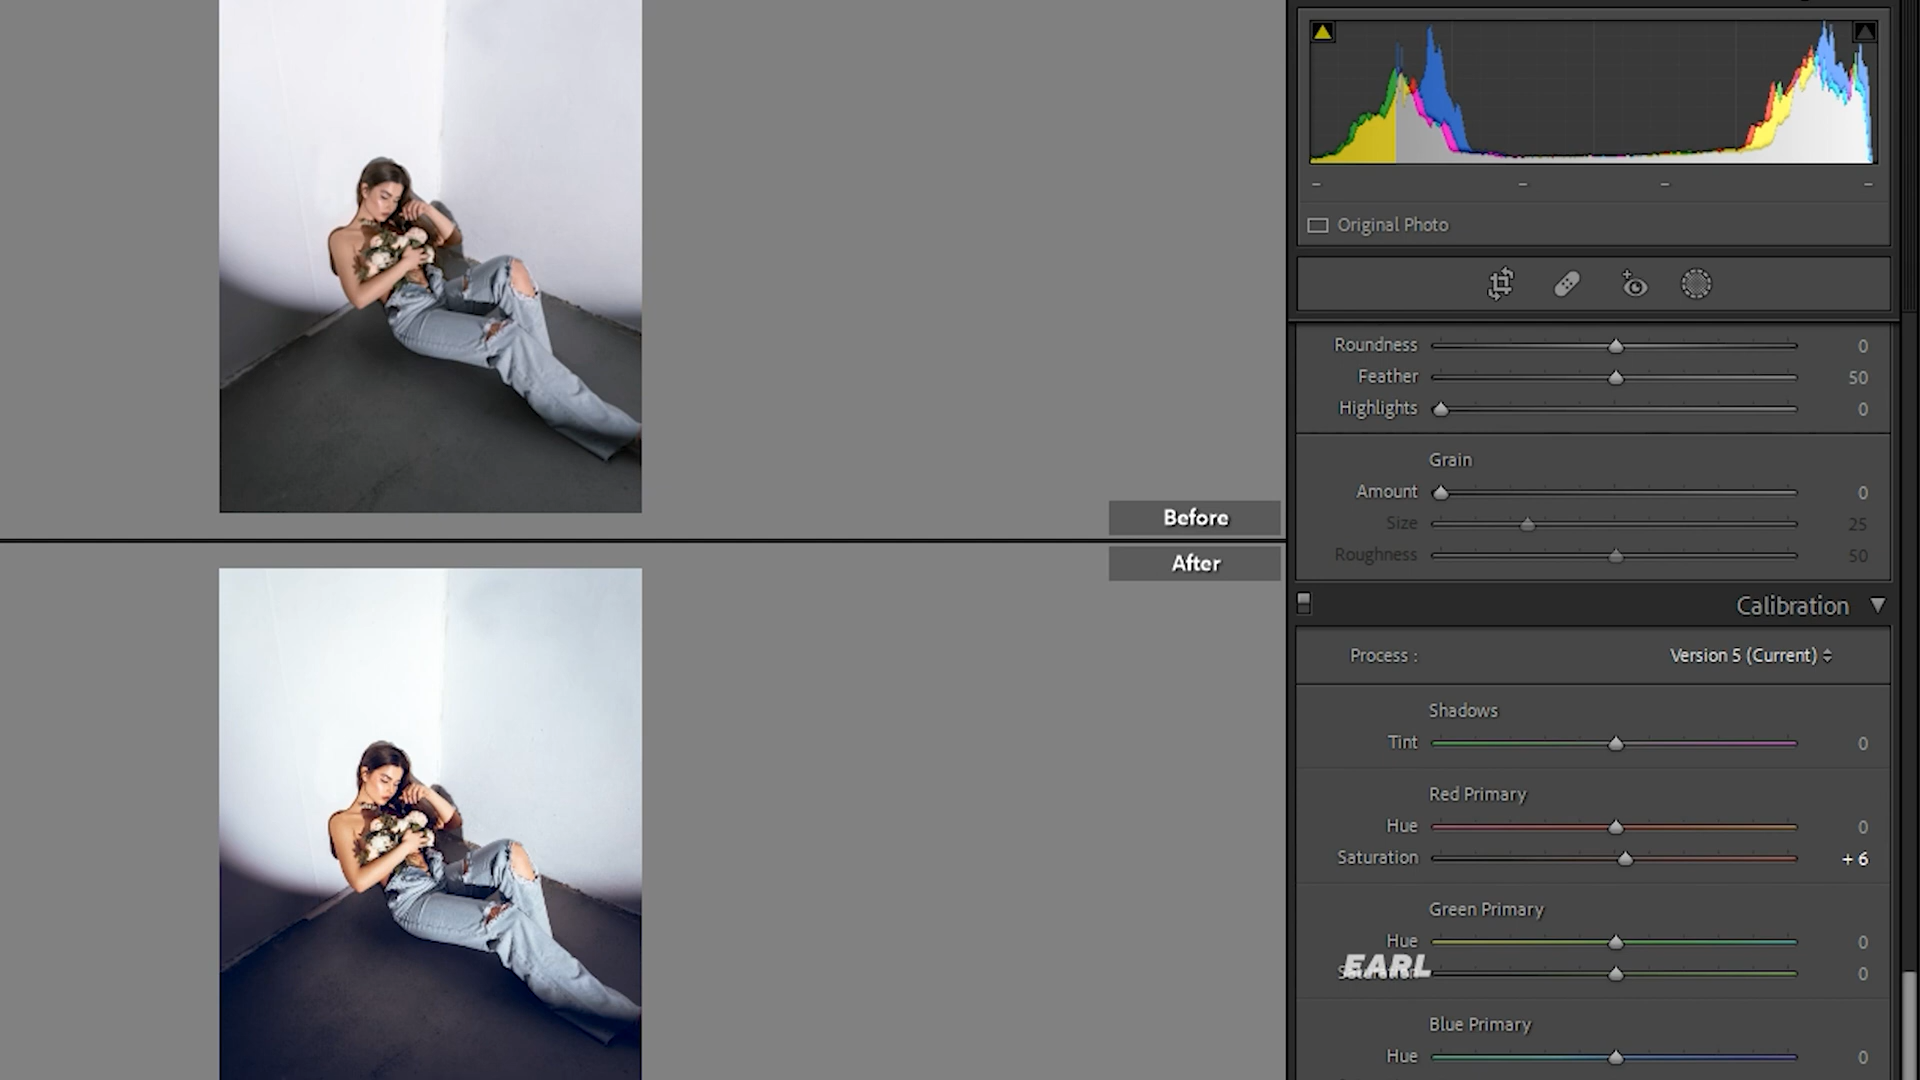 Before
After
Original Photo
Roundness 0
Feather 50
Highlights 0
Grain
Amount 0
Size 25
Roughness 50
Calibration
Process : Version 5 (Current)
Shadows
Tint 0
Red Primary
Hue 0
Saturation + 6
Green Primary
Hue 0
EARL
Saturation 0
Blue Primary
Hue 0